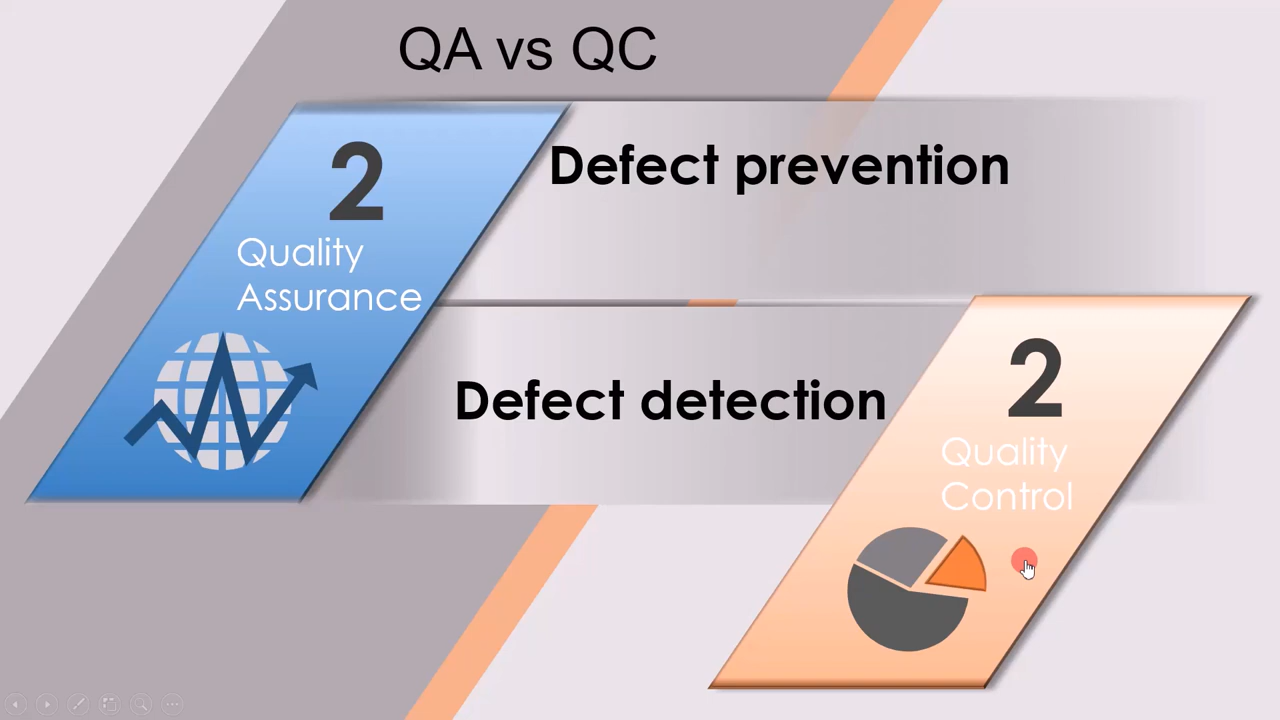 QA vs QC
2
Quality
Assurance
Defect prevention
Defect detection
2
Quality
Control